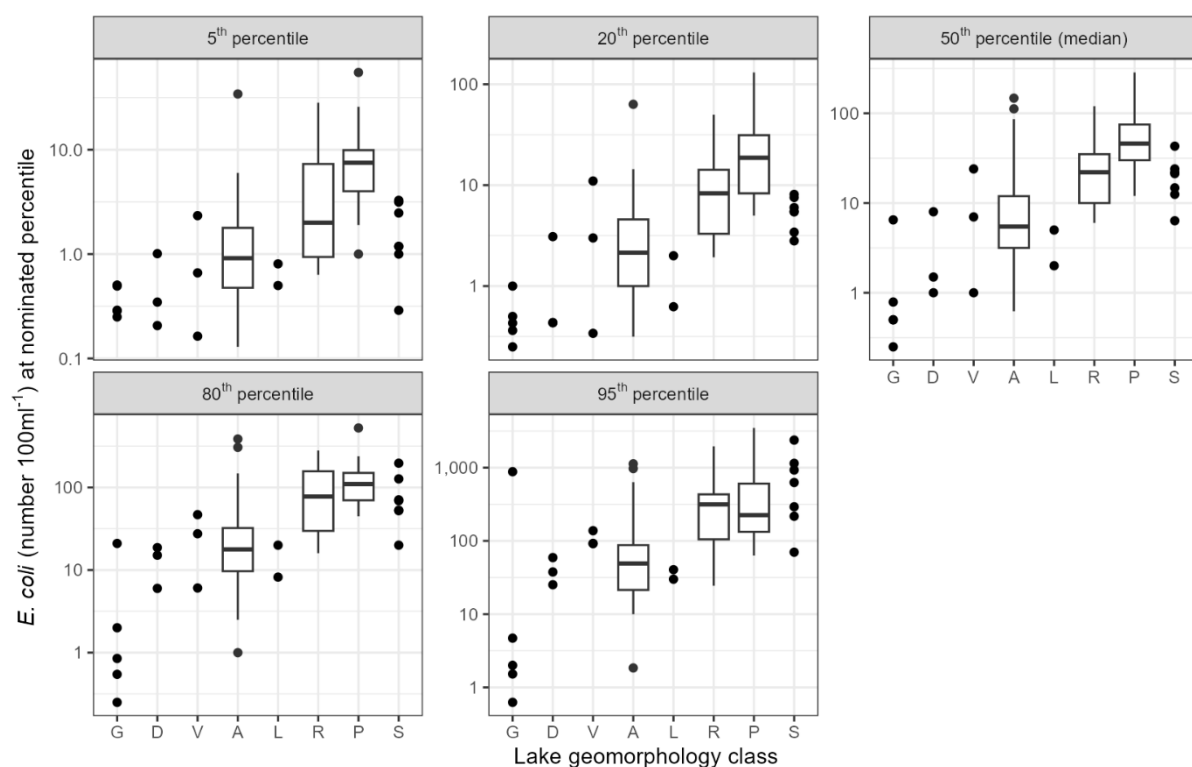 5th percentile
20th percentile
50th percentile (median)
10.0
1.0
0.1
100
10
1
100
10
1
G D V A L R P S
80th percentile
95th percentile
100
10
1
1,000
100
10
1
G D V A L R P S
G D V A L R P S
E. coli (number 100ml-1) at nominated percentile
Lake geomorphology class